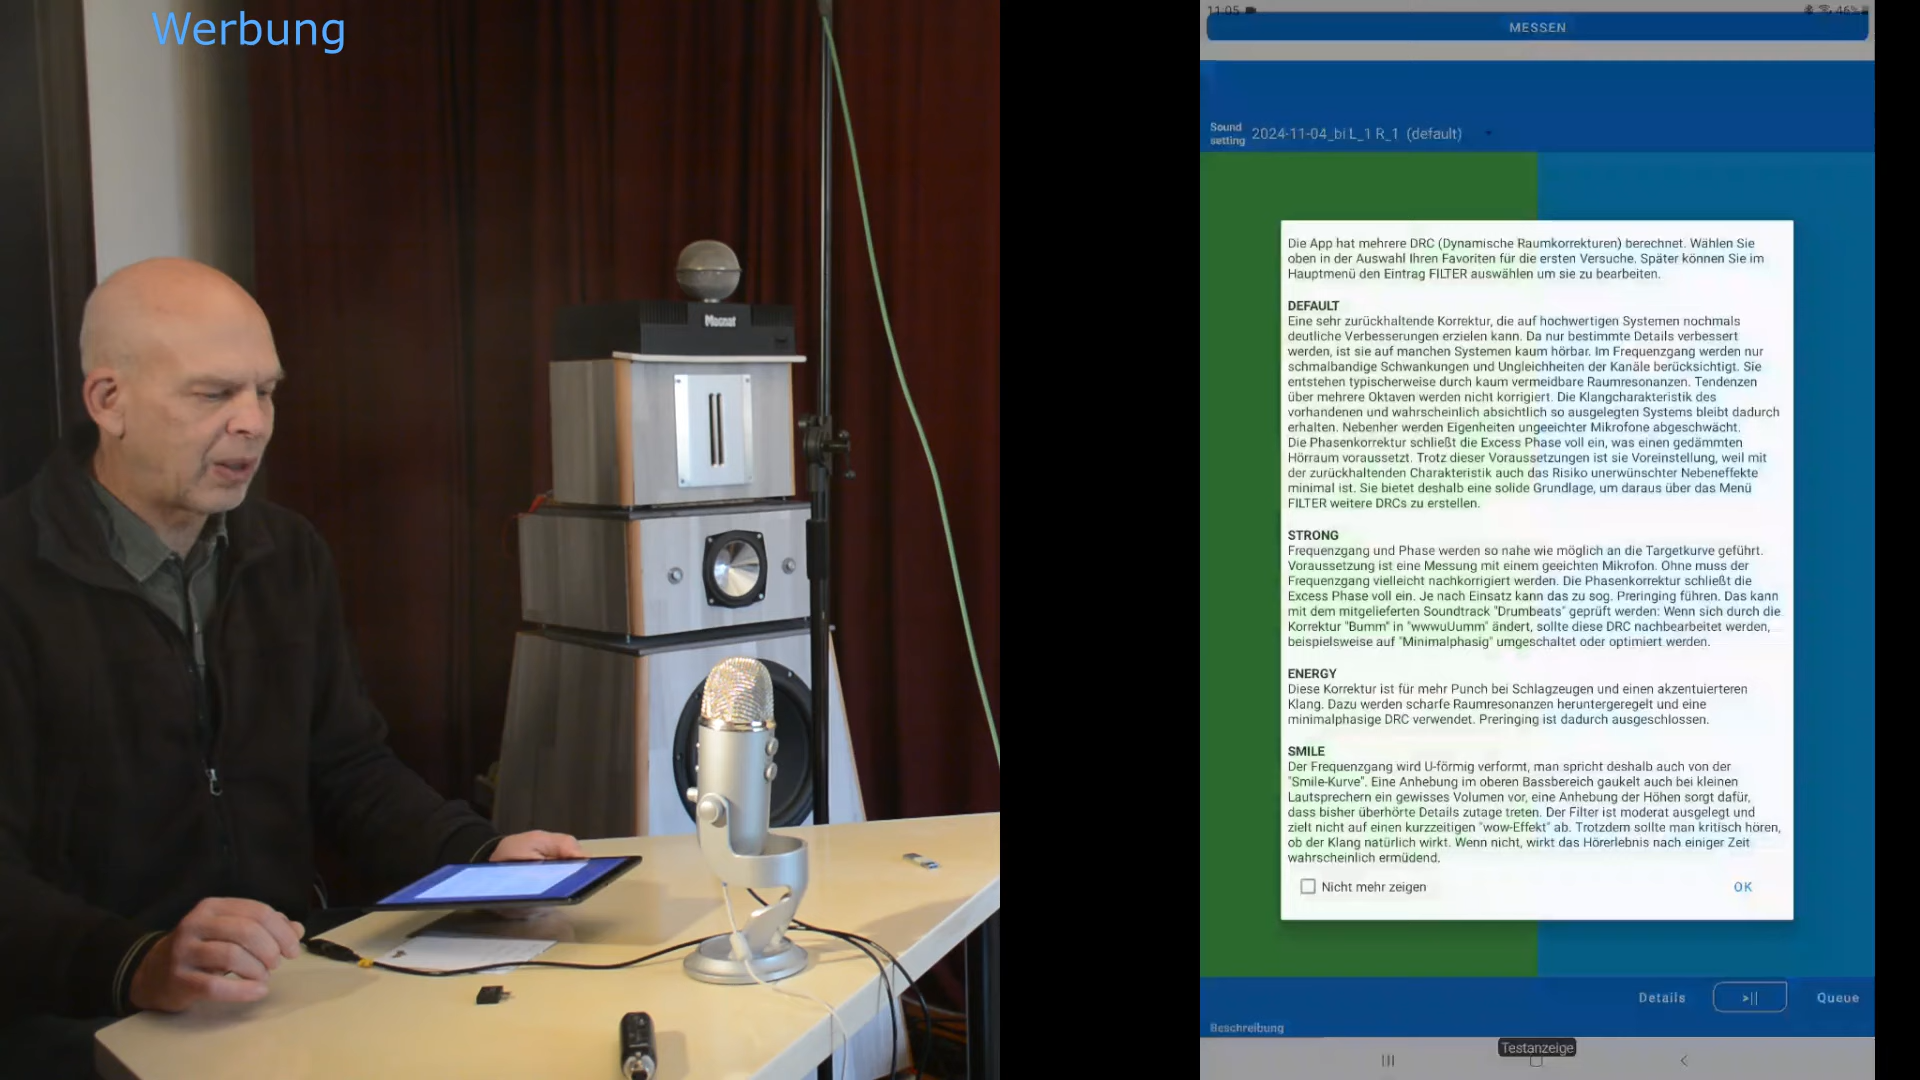 Werbung
Magnat
11:05
46%
MESSEN
Sound
setting
2024-11-04_bi L_1 R_1 (default)
Die App hat mehrere DRC (Dynamische Raumkorrekturen) berechnet. Wählen Sie
oben in der Auswahl Ihren Favoriten für die ersten Versuche. Später können Sie im
Hauptmenü den Eintrag FILTER auswählen um sie zu bearbeiten.
DEFAULT
Eine sehr zurückhaltende Korrektur, die auf hochwertigen Systemen nochmals
deutliche Verbesserungen erzielen kann. Da nur bestimmte Details verbessert
werden, ist sie auf manchen Systemen kaum hörbar. Im Frequenzgang werden nur
schmalbandige Schwankungen und Ungleichheiten der Kanäle berücksichtigt. Sie
entstehen typischerweise durch kaum vermeidbare Raumresonanzen. Tendenzen
über mehrere Oktaven werden nicht korrigiert. Die Klangcharakteristik des
vorhandenen und wahrscheinlich absichtlich so ausgelegten Systems bleibt dadurch
erhalten. Nebenher werden Eigenheiten ungeeichter Mikrofone abgeschwächt.
Die Phasenkorrektur schließt die Excess Phase voll ein, was einen gedämmten
Hörraum voraussetzt. Trotz dieser Voraussetzungen ist sie Voreinstellung, weil mit
der zurückhaltenden Charakteristik auch das Risiko unerwünschter Nebeneffekte
minimal ist. Sie bietet deshalb eine solide Grundlage, um daraus über das Menü
FILTER weitere DRCs zu erstellen.
STRONG
Frequenzgang und Phase werden so nahe wie möglich an die Targetkurve geführt.
Voraussetzung ist eine Messung mit einem geeichten Mikrofon. Ohne muss der
Frequenzgang vielleicht nachkorrigiert werden. Die Phasenkorrektur schließt die
Excess Phase voll ein. Je nach Einsatz kann das zu sog. Preringing führen. Das kann
mit dem mitgelieferten Soundtrack "Drumbeats" geprüft werden: Wenn sich durch die
Korrektur "Bumm" in "wwwuUumm" ändert, sollte diese DRC nachbearbeitet werden,
beispielsweise auf "Minimalphasig" umgeschaltet oder optimiert werden.
ENERGY
Diese Korrektur ist für mehr Punch bei Schlagzeugen und einen akzentuierteren
Klang. Dazu werden scharfe Raumresonanzen heruntergeregelt und eine
minimalphasige DRC verwendet. Preringing ist dadurch ausgeschlossen.
SMILE
Der Frequenzgang wird U-förmig verformt, man spricht deshalb auch von der
"Smile-Kurve". Eine Anhebung im oberen Bassbereich gaukelt auch bei kleinen
Lautsprechern ein gewisses Volumen vor, eine Anhebung der Höhen sorgt dafür,
dass bisher überhörte Details zutage treten. Der Filter ist moderat ausgelegt und
zielt nicht auf einen kurzzeitigen "wow-Effekt" ab. Trotzdem sollte man kritisch hören,
ob der Klang natürlich wirkt. Wenn nicht, wirkt das Hörerlebnis nach einiger Zeit
wahrscheinlich ermüdend.
Nicht mehr zeigen
OK
Details
>||
Queue
Beschreibung
Testanzeige